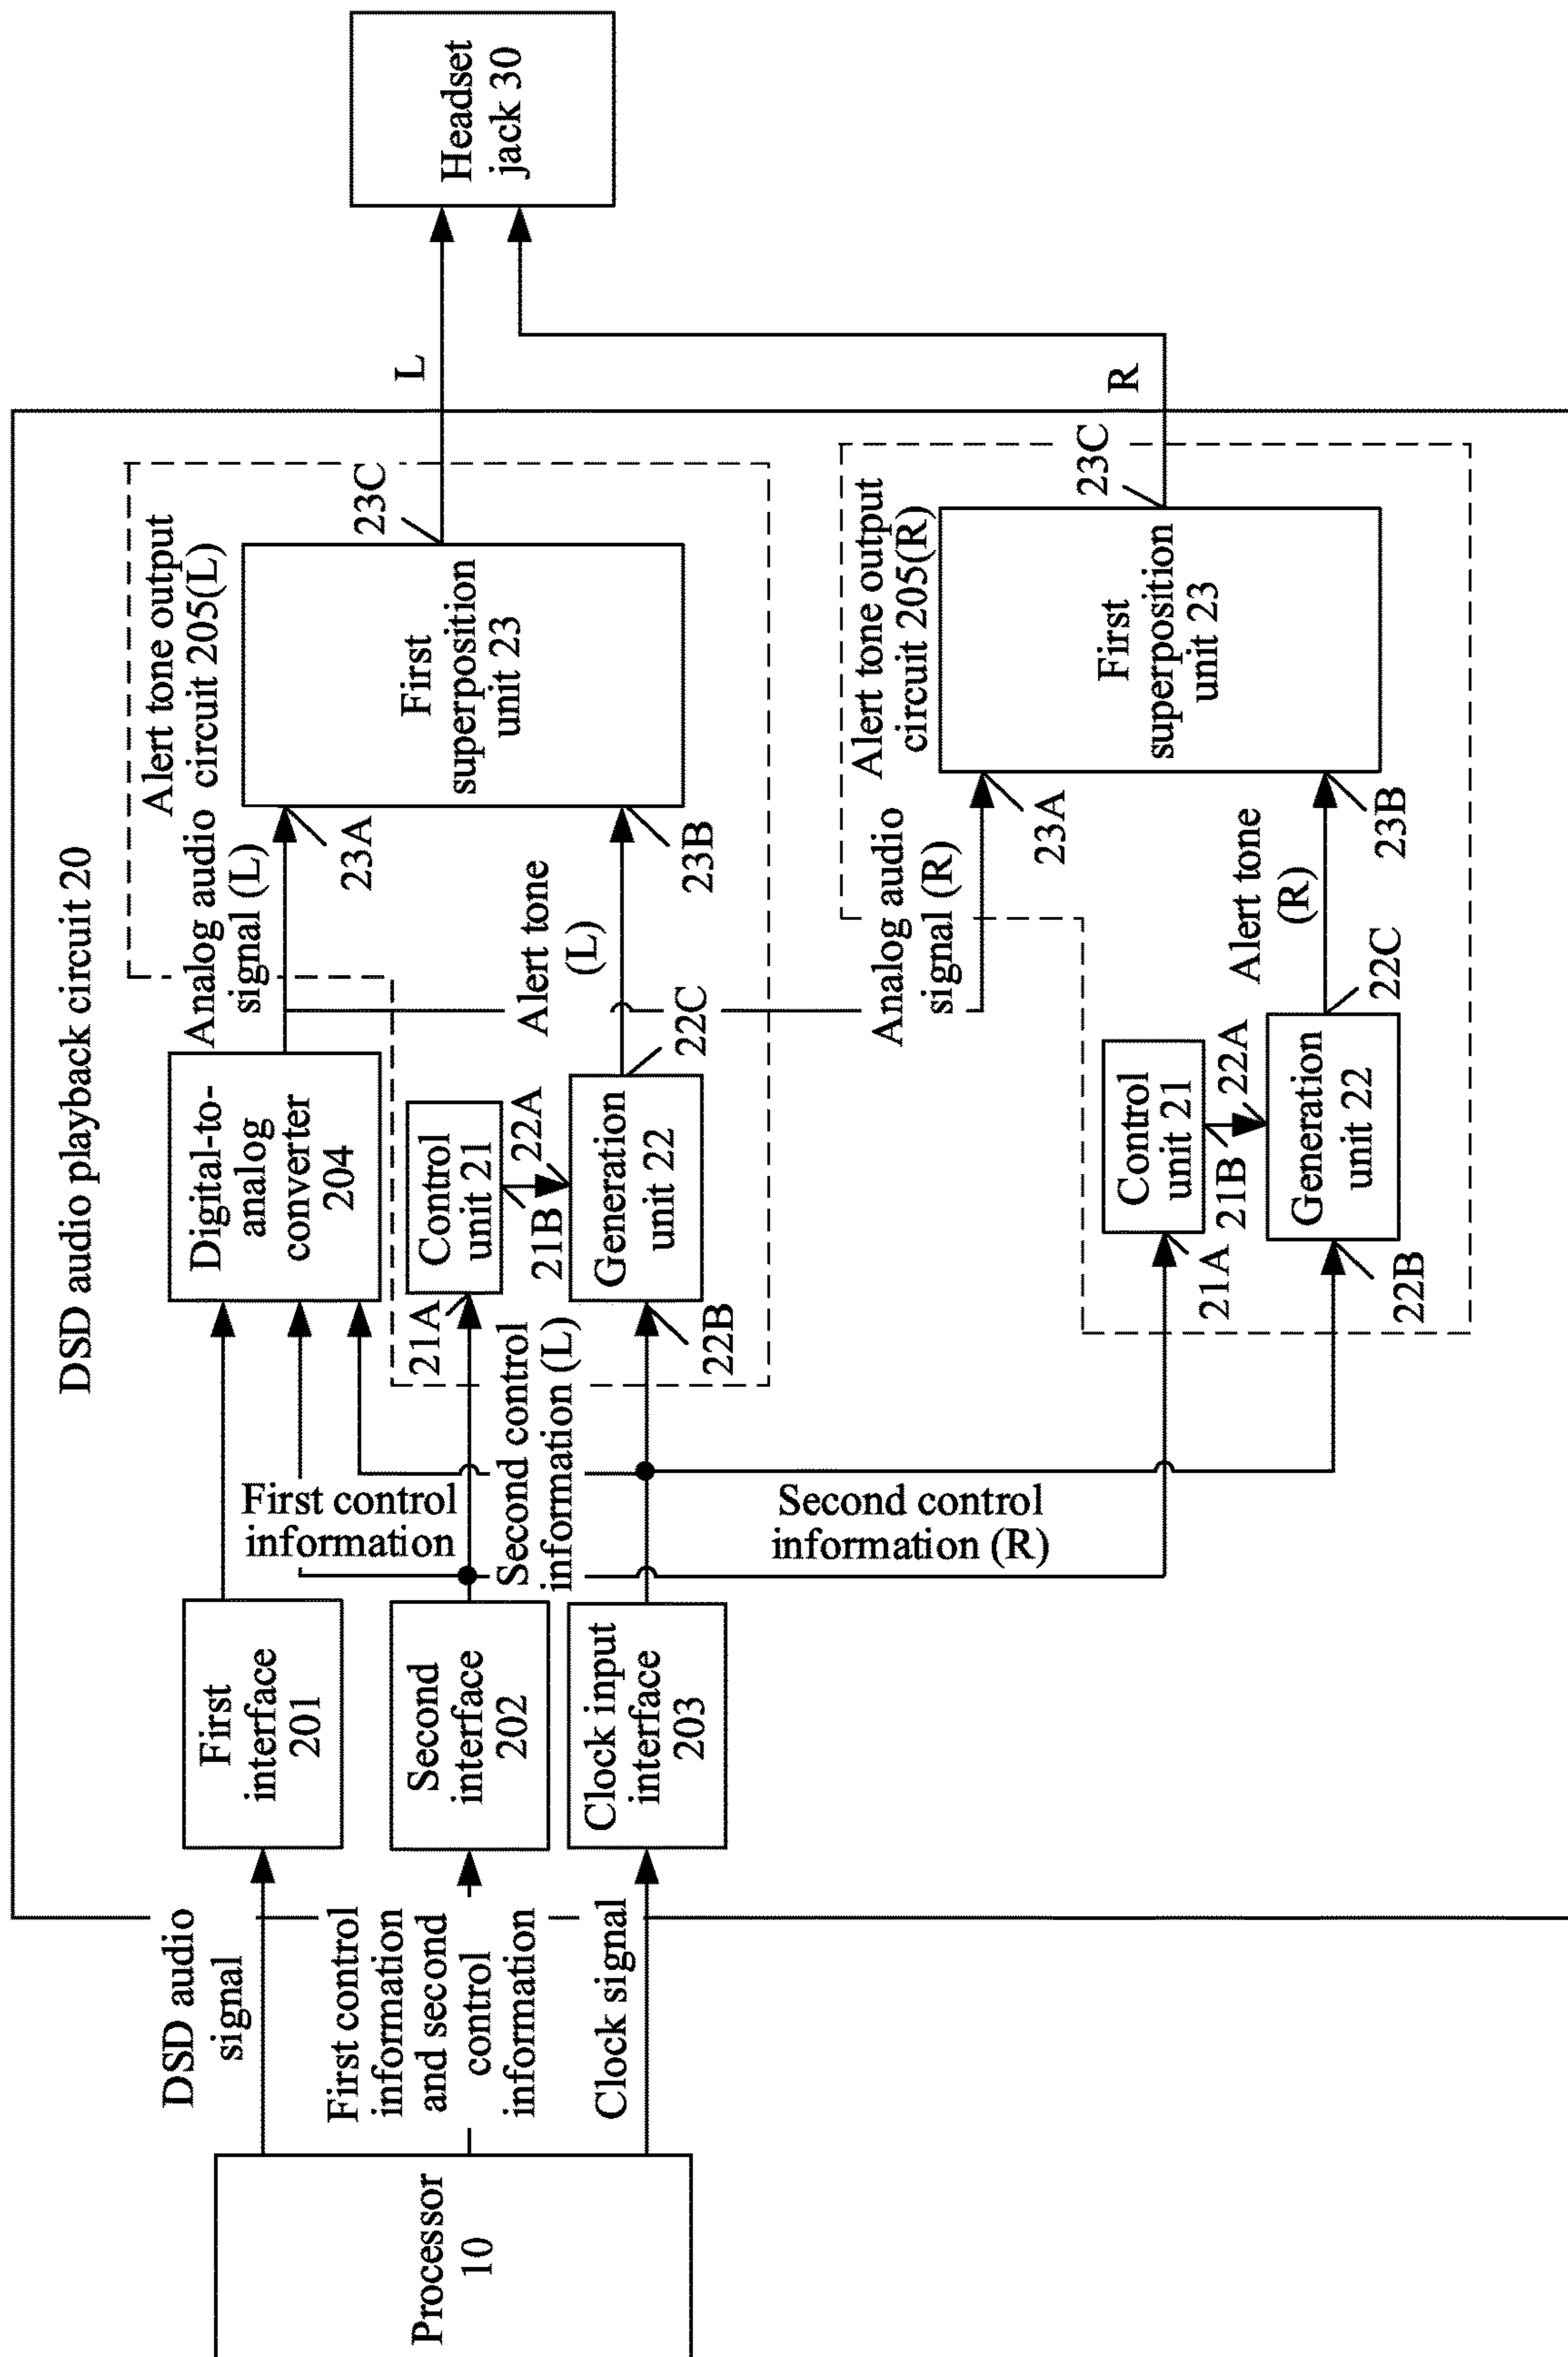 DSD audio playback circuit 20
Processor
10
DSD audio
signal
First control
information
and second
control
information
Clock signal
First
interface
201
Second
interface
202
Clock input
interface
203
First control
information
Second control
information (L)
Second control
information (R)
Digital-to-
analog
converter
204
21A
Control
unit 21
21B
22A
22B
Generation
unit 22
22C
Analog audio
signal (L)
Alert tone
(L)
Alert tone output
circuit 205(L)
23A
23B
First
superposition
unit 23
23C
L
Analog audio
signal (R)
21A
Control
unit 21
21B
22A
22B
Generation
unit 22
22C
Alert tone
(R)
Alert tone output
circuit 205(R)
23A
23B
First
superposition
unit 23
23C
R
Headset
jack 30